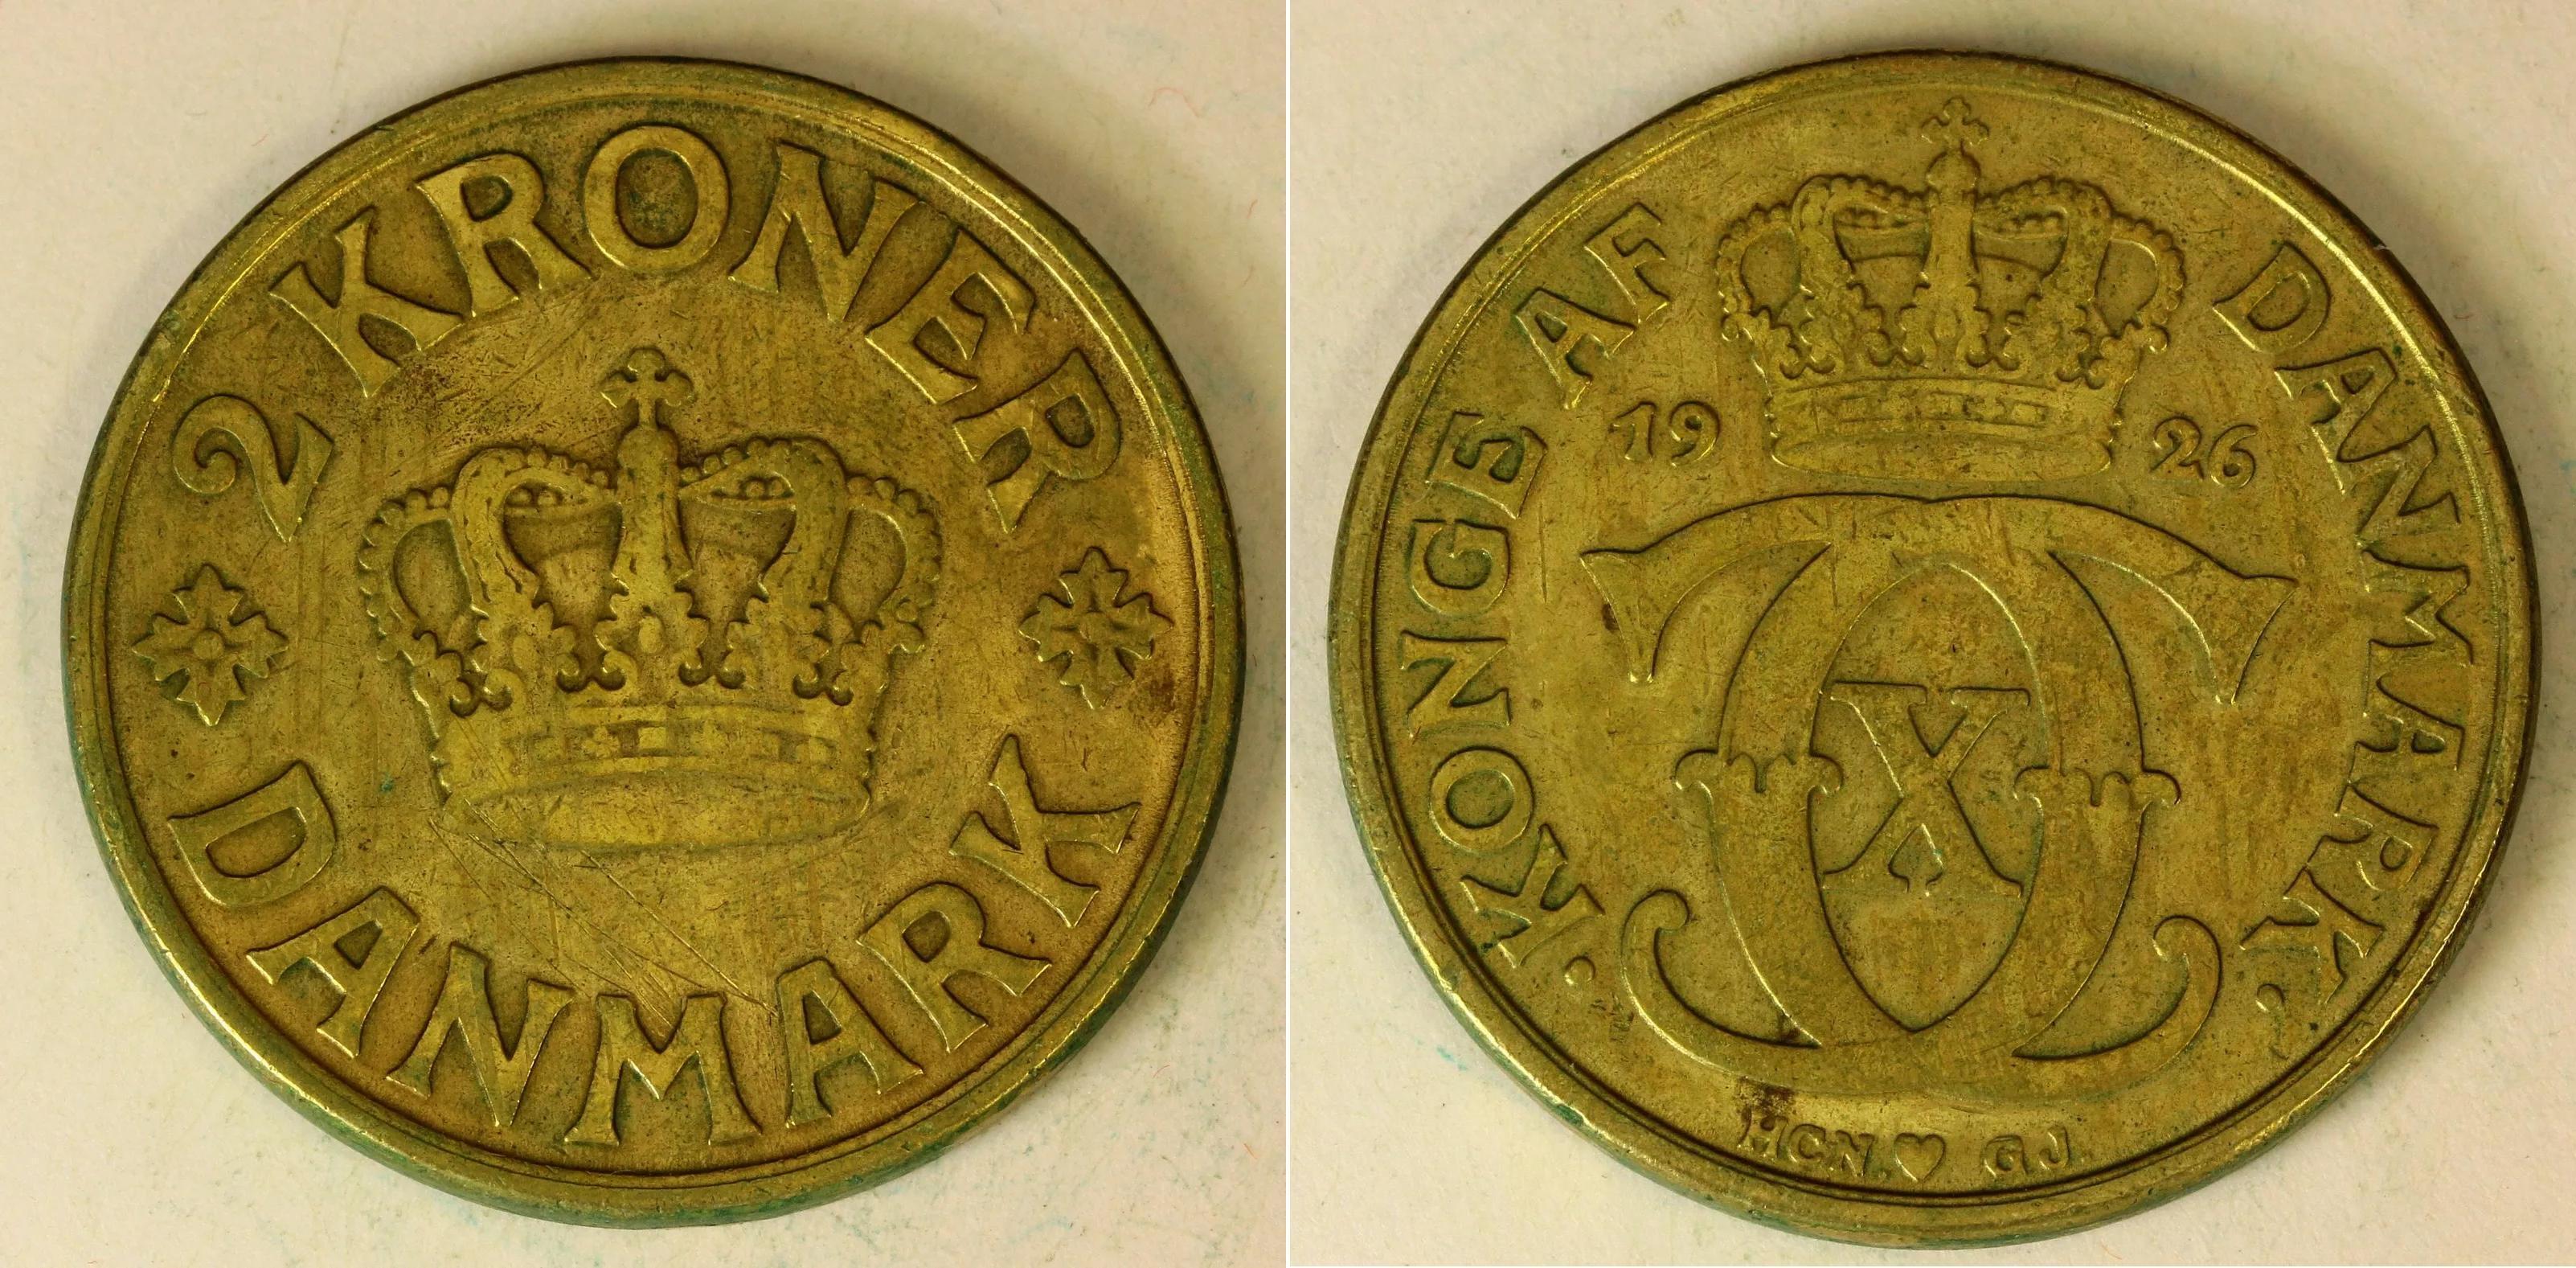 2 KRONER
DANMARK
KONGE AF DANMARK
19 26
X
HCN ♥ GJ